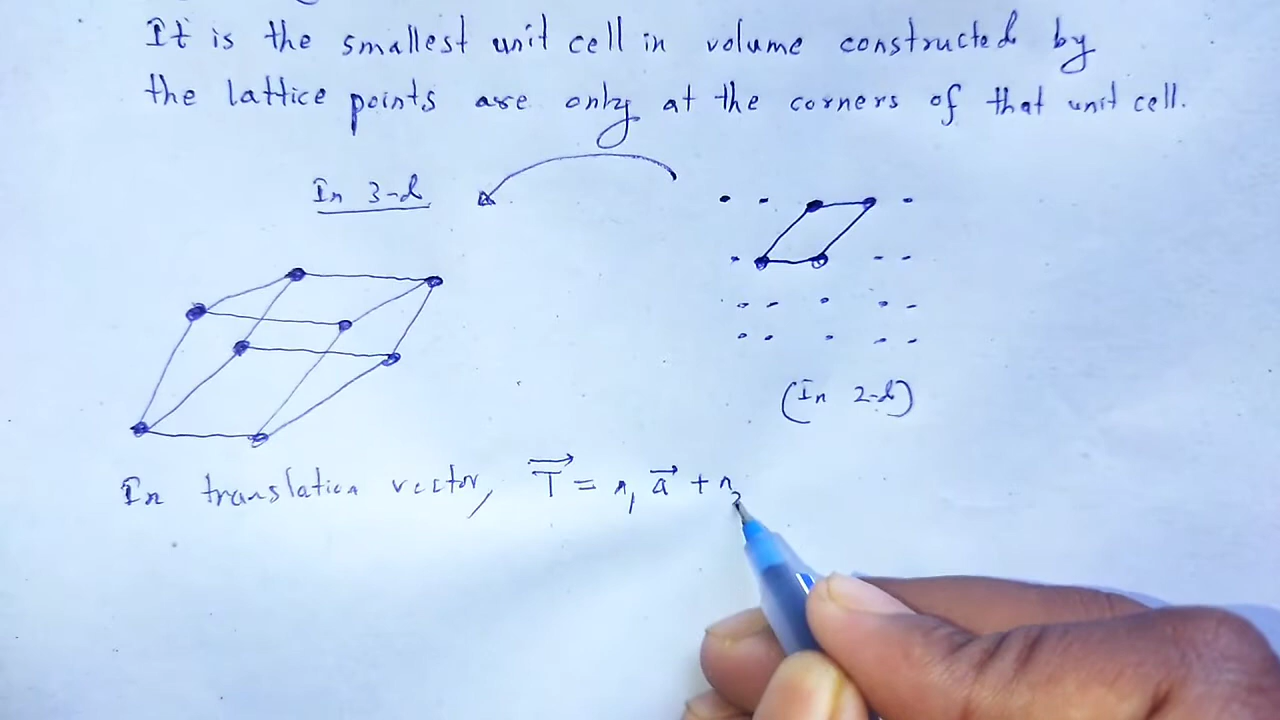 It is the smallest unit cell in volume constructed by
the lattice points are only at the corners of that unit cell.
In 3-d
(In 2-d)
In translation vector, T⃗ = n₁ a⃗ + n₂